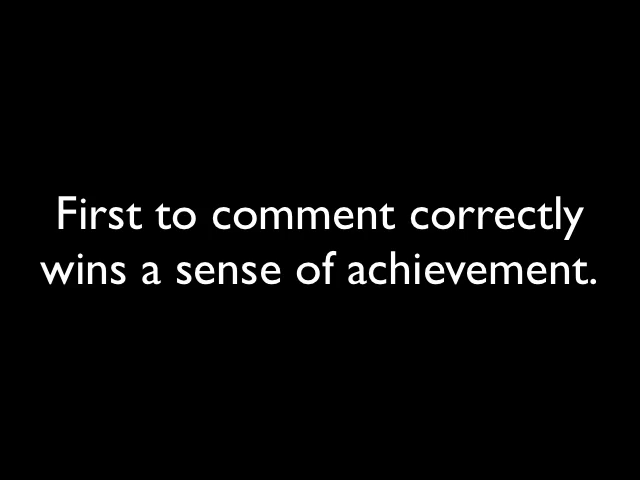 First to comment correctly
wins a sense of achievement.